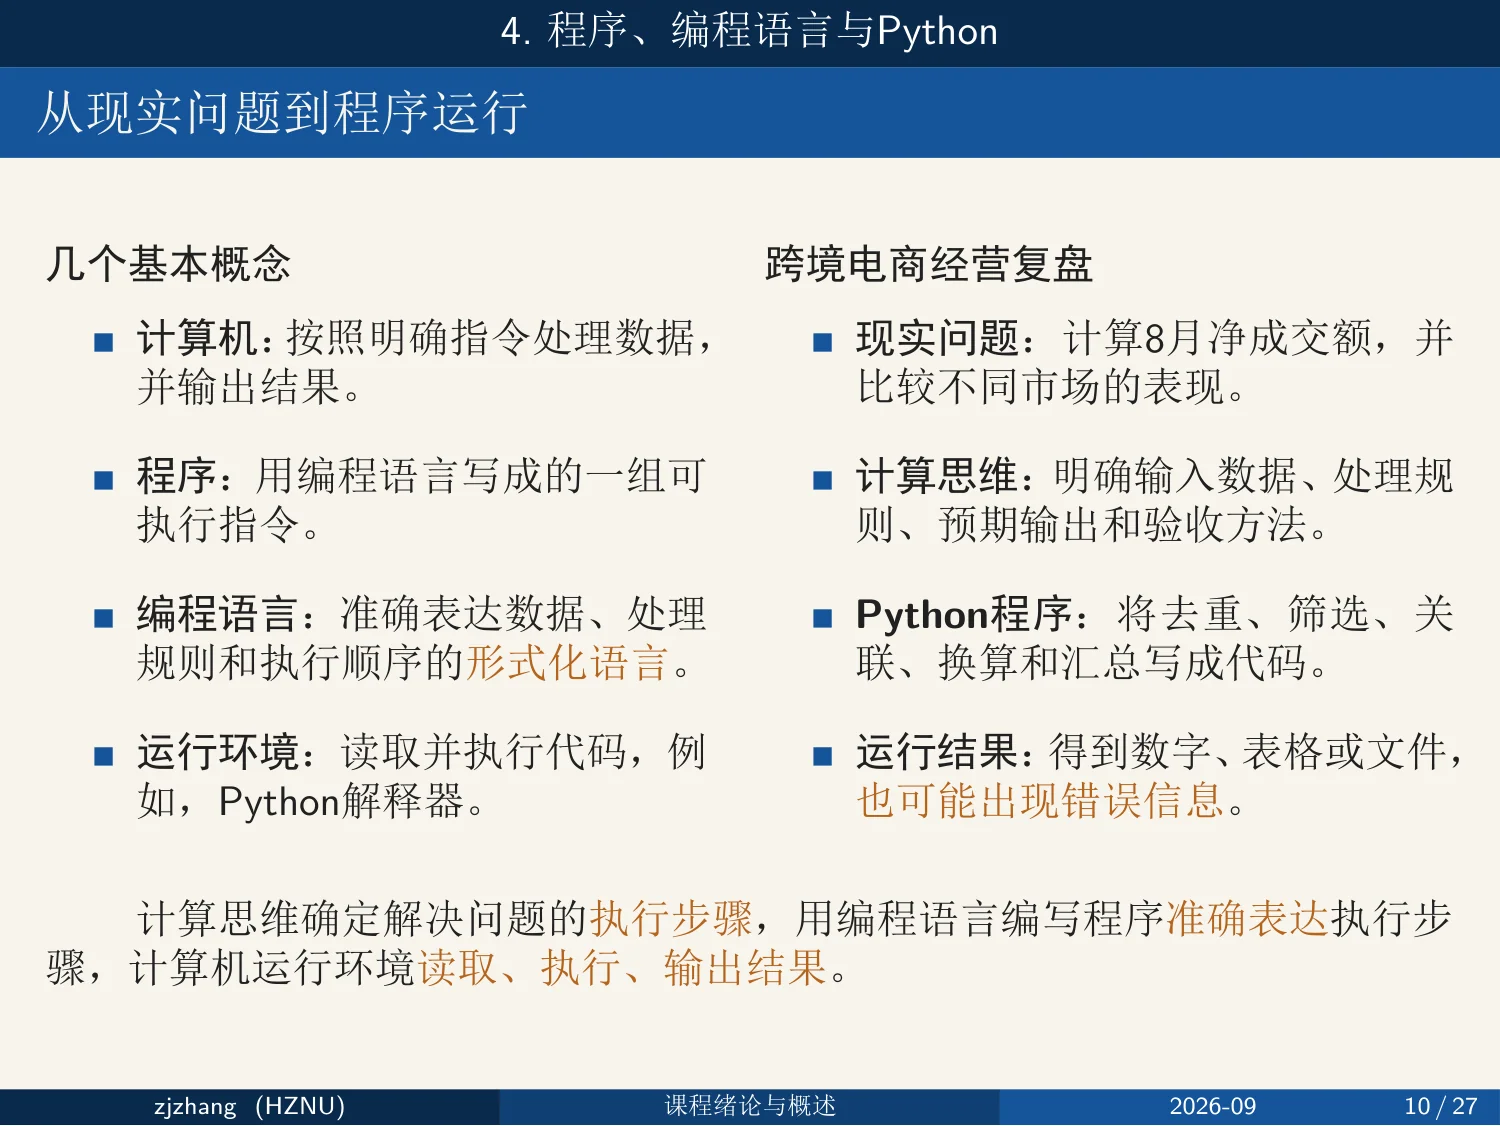 4. 程序、编程语言与Python
从现实问题到程序运行
几个基本概念
计算机：按照明确指令处理数据，
并输出结果。
程序：用编程语言写成的一组可
执行指令。
编程语言：准确表达数据、处理
规则和执行顺序的形式化语言。
运行环境：读取并执行代码，例
如，Python解释器。
跨境电商经营复盘
现实问题：计算8月净成交额，并
比较不同市场的表现。
计算思维：明确输入数据、处理规
则、预期输出和验收方法。
Python程序：将去重、筛选、关
联、换算和汇总写成代码。
运行结果：得到数字、表格或文件，
也可能出现错误信息。
计算思维确定解决问题的执行步骤，用编程语言编写程序准确表达执行步
骤，计算机运行环境读取、执行、输出结果。
zjzhang (HZNU)
课程绪论与概述
2026-09
10 / 27